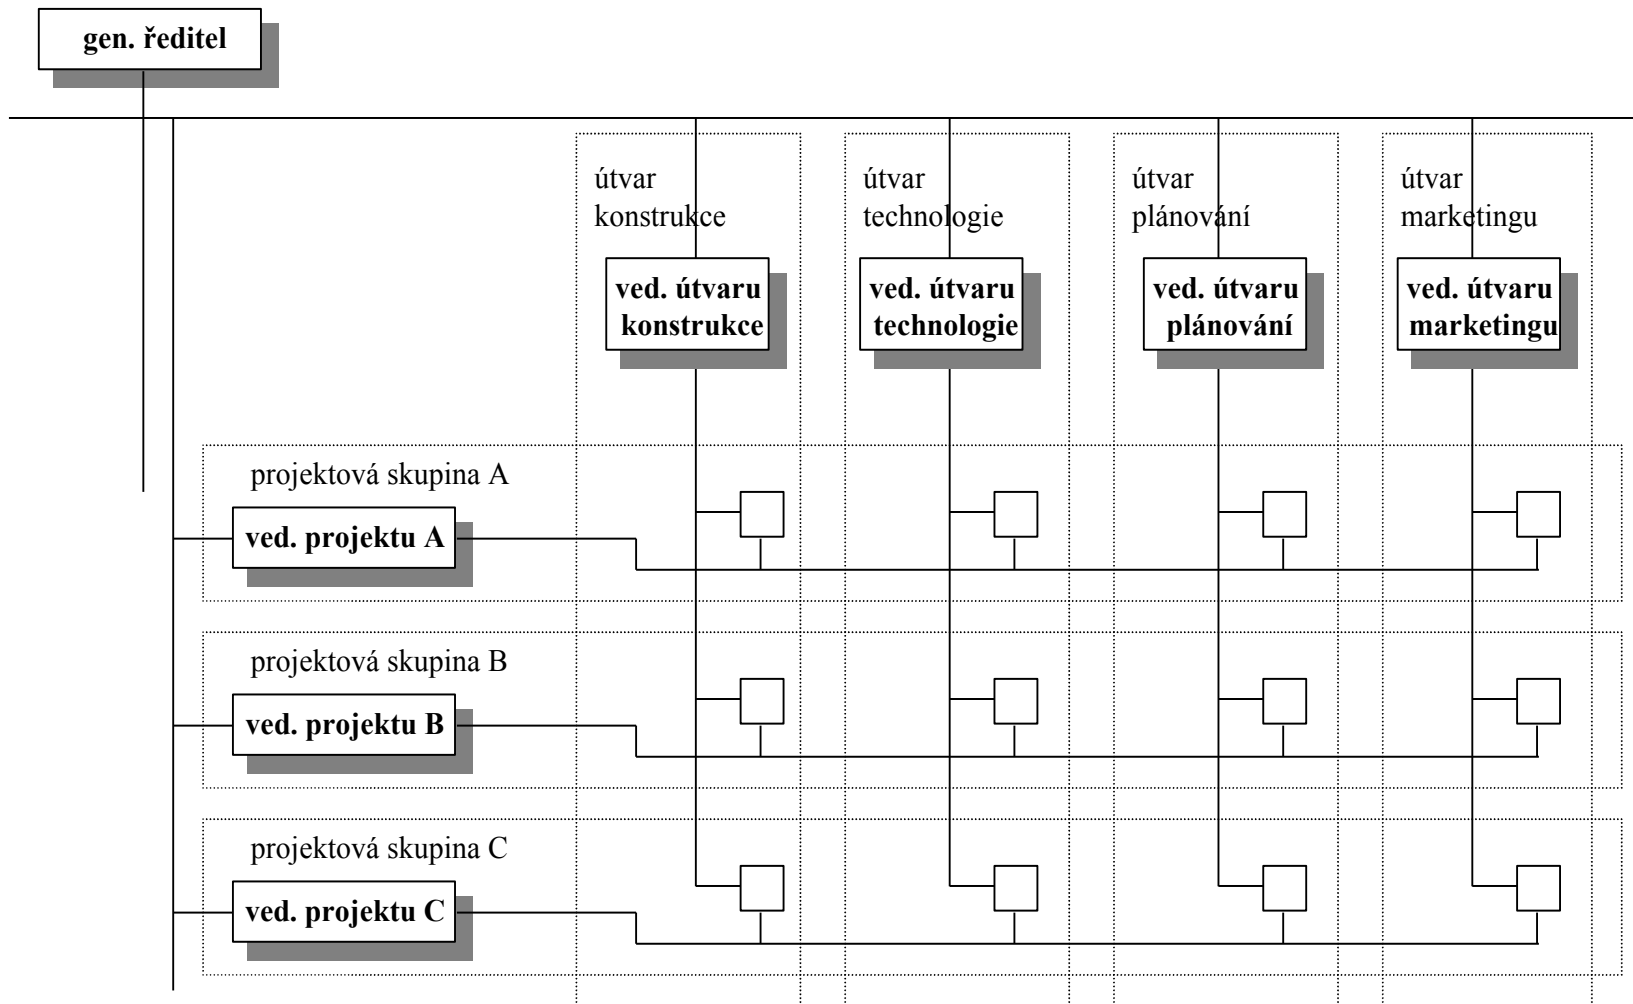 gen. ředitel
útvar
konstrukce
útvar
technologie
útvar
plánování
útvar
marketingu
ved. útvaru
konstrukce
ved. útvaru
technologie
ved. útvaru
plánování
ved. útvaru
marketingu
projektová skupina A
ved. projektu A
projektová skupina B
ved. projektu B
projektová skupina C
ved. projektu C